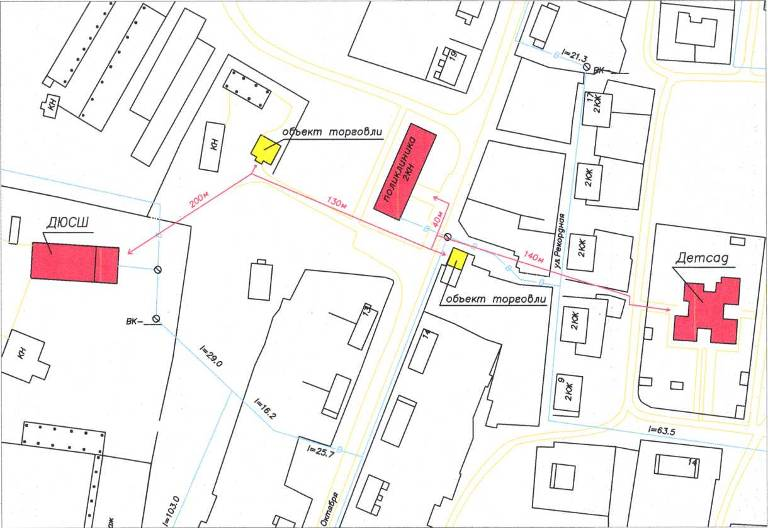 l=21.3
ВК
19
КН
17
2КЖ
объект торговли
КН
поликлиника
2КН
2КЖ
200м
130м
40м
ул.Рекордная
ДЮСШ
140м
2КЖ
Детсад
объект торговли
ВК
13
14
2КЖ
КН
l=29.0
9
2КЖ
l=16.2
l=63.5
l=25.7
14
l=103.0
Октября